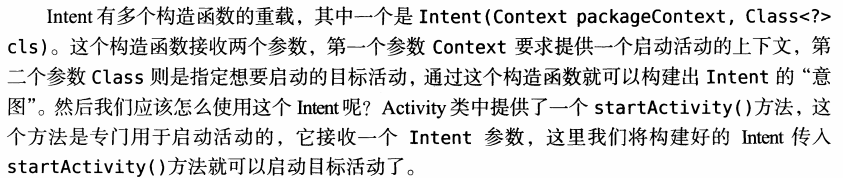 Intent 有多个构造函数的重载，其中一个是 Intent(Context packageContext, Class<?>
cls)。这个构造函数接收两个参数，第一个参数 Context 要求提供一个启动活动的上下文，第
二个参数 Class 则是指定想要启动的目标活动，通过这个构造函数就可以构建出 Intent 的“意
图”。然后我们应该怎么使用这个 Intent 呢？Activity 类中提供了一个 startActivity()方法，这
个方法是专门用于启动活动的，它接收一个 Intent 参数，这里我们将构建好的 Intent 传入
startActivity()方法就可以启动目标活动了。